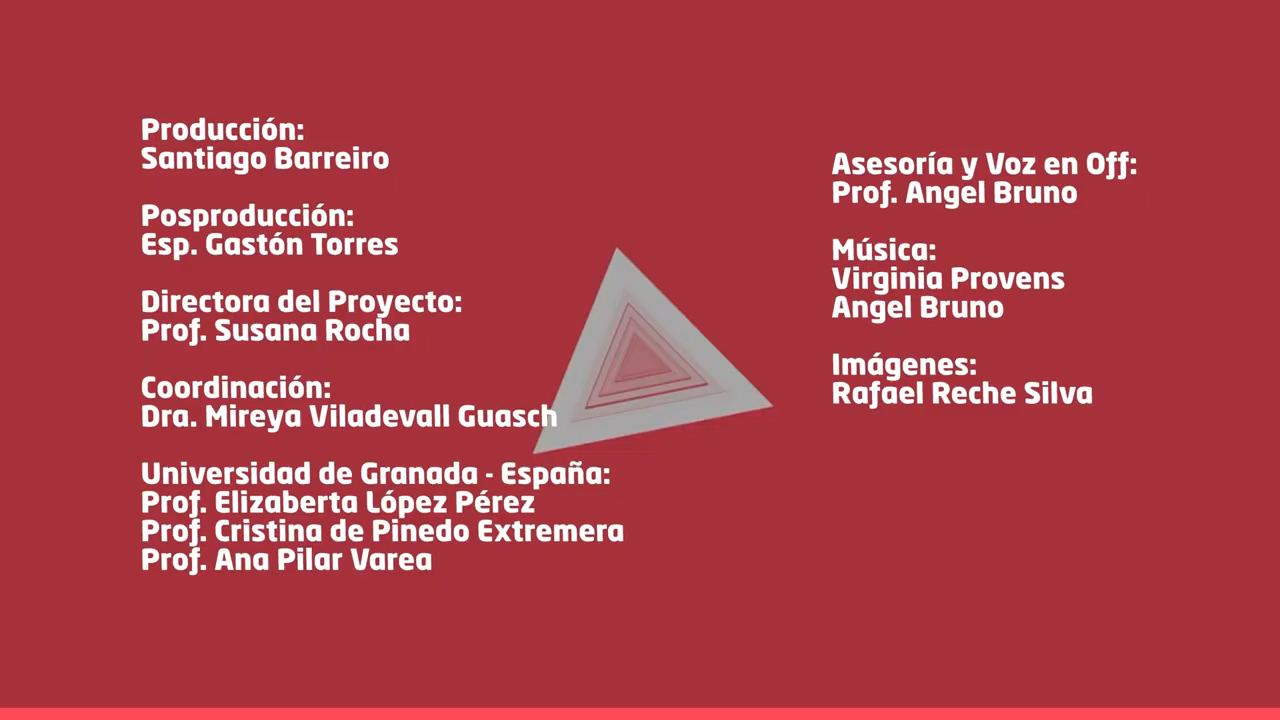 Producción:
Santiago Barreiro
Posproducción:
Esp. Gastón Torres
Directora del Proyecto:
Prof. Susana Rocha
Coordinación:
Dra. Mireya Viladevall Guasch
Universidad de Granada - España:
Prof. Elizaberta López Pérez
Prof. Cristina de Pinedo Extremera
Prof. Ana Pilar Varea
Asesoría y Voz en Off:
Prof. Angel Bruno
Música:
Virginia Provens
Angel Bruno
Imágenes:
Rafael Reche Silva